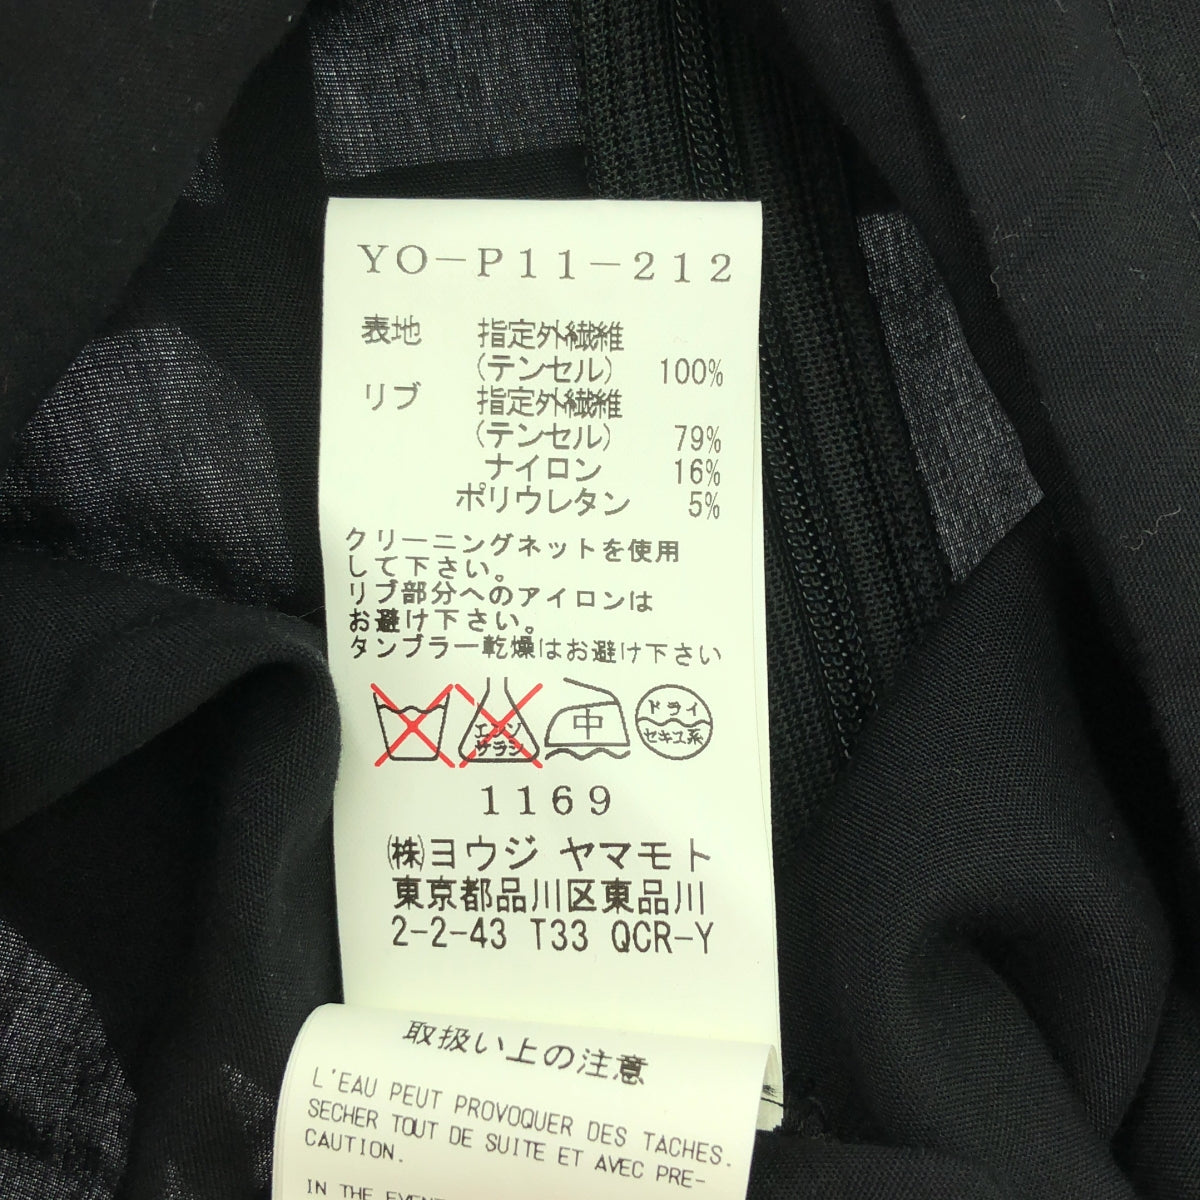 YO-P11-212
表地 指定外繊維
(テンセル) 100%
リブ 指定外繊維
(テンセル) 79%
ナイロン 16%
ポリウレタン 5%
クリーニングネットを使用
して下さい。
リブ部分へのアイロンは
お避け下さい。
タンブラー乾燥はお避け下さい
エンソ
サラシ
中
ドライ
セキユ系
1169
(株)ヨウジ ヤマモト
東京都品川区東品川
2-2-43 T33 QCR-Y
取扱い上の注意
L'EAU PEUT PROVOQUER DES TACHES.
SECHER TOUT DE SUITE ET AVEC PRE-
CAUTION.
IN THE EVENT